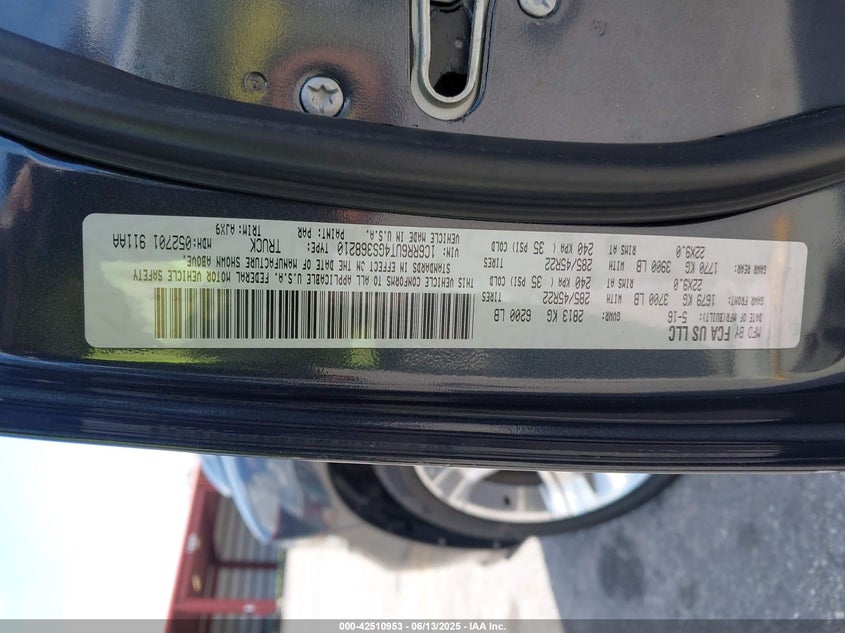 MFD BY FCA US LLC
DATE OF MFR(BUILT): 5-16 GVWR: 2813 KG 6200 LB
GAWR FRONT: 1679 KG 3700 LB WITH 285/45R22 TIRES
22X9.0 RIMS AT 240 KPA ( 35 PSI) COLD
GAWR REAR: 1770 KG 3900 LB WITH 285/45R22 TIRES
22X9.0 RIMS AT 240 KPA ( 35 PSI) COLD
THIS VEHICLE CONFORMS TO ALL APPLICABLE U.S.A. FEDERAL MOTOR VEHICLE SAFETY
STANDARDS IN EFFECT ON THE DATE OF MANUFACTURE SHOWN ABOVE.
VIN: 1C6RR6UT4GS368210 TYPE: TRUCK MDH: 052701 911AA
VEHICLE MADE IN U.S.A. PAINT: PAR TRIM: AJX9
000-42510953 - 06/13/2025 - IAA Inc.